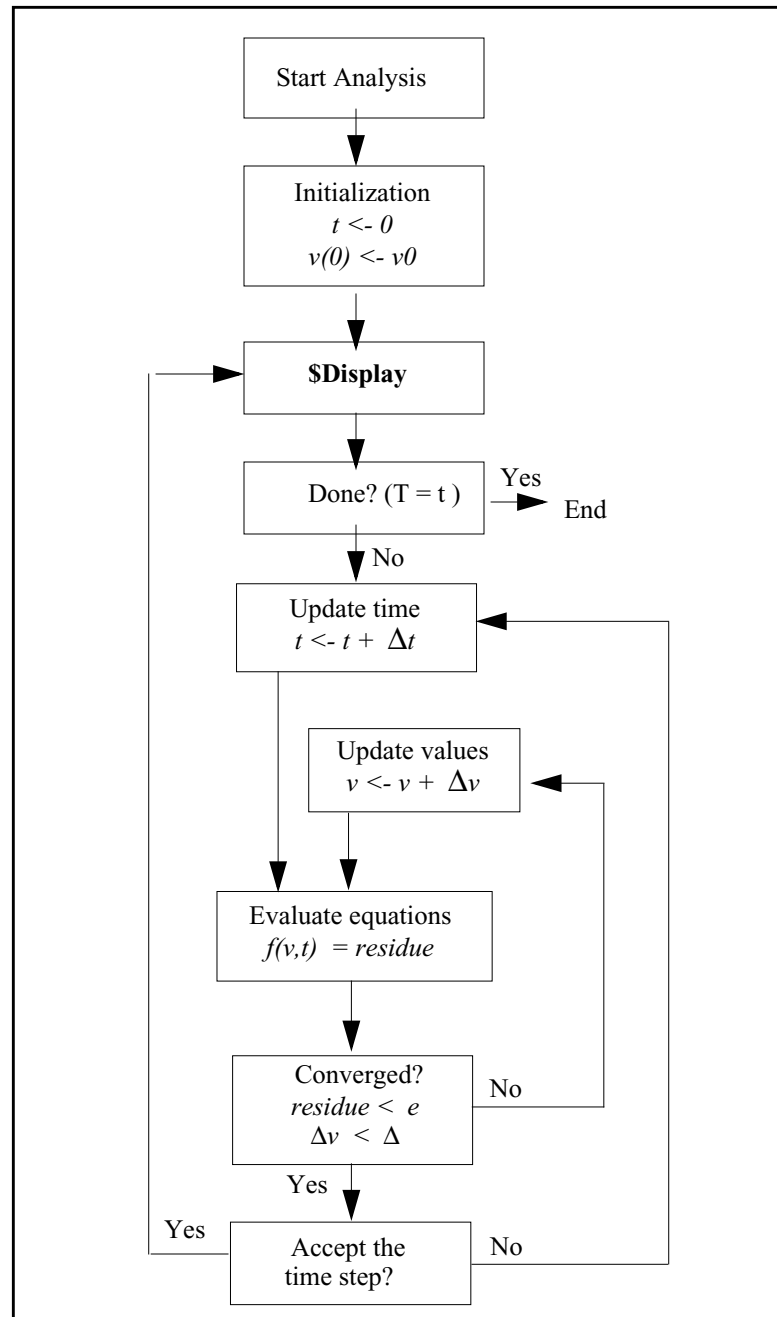 Start Analysis
Initialization
t <- 0
v(0) <- v0
$Display
Done? (T = t )
Yes
End
No
Update time
t <- t + Δt
Update values
v <- v + Δv
Evaluate equations
f(v,t) = residue
Converged?
residue < e
Δv < Δ
No
Yes
Yes
Accept the
time step?
No